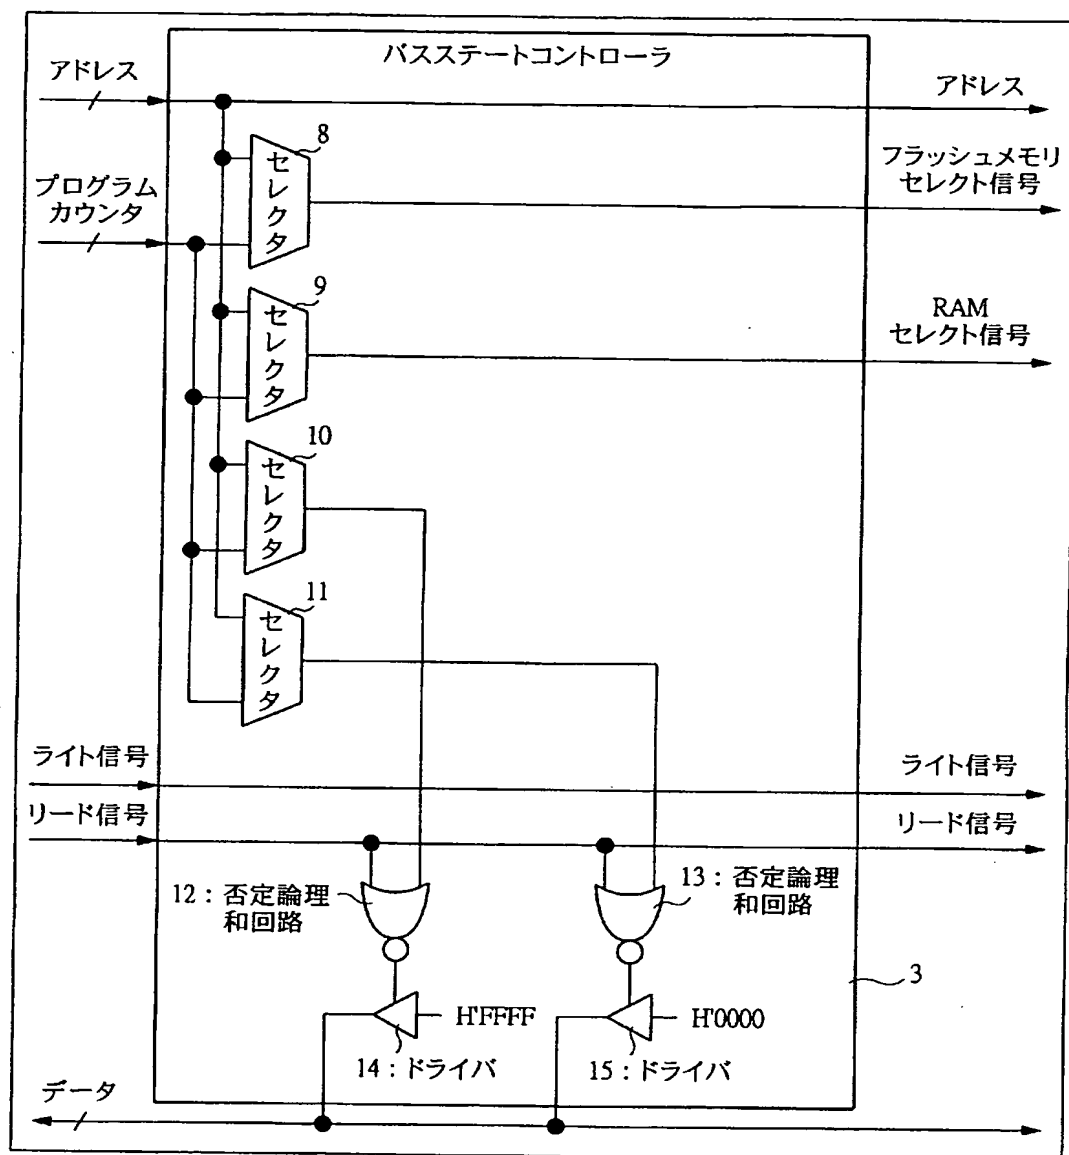 バスステートコントローラ
アドレス
アドレス
8
セレクタ
プログラム
カウンタ
フラッシュメモリ
セレクト信号
9
セレクタ
RAM
セレクト信号
10
セレクタ
11
セレクタ
ライト信号
ライト信号
リード信号
リード信号
12：否定論理
和回路
13：否定論理
和回路
3
H'FFFF
H'0000
14：ドライバ
15：ドライバ
データ